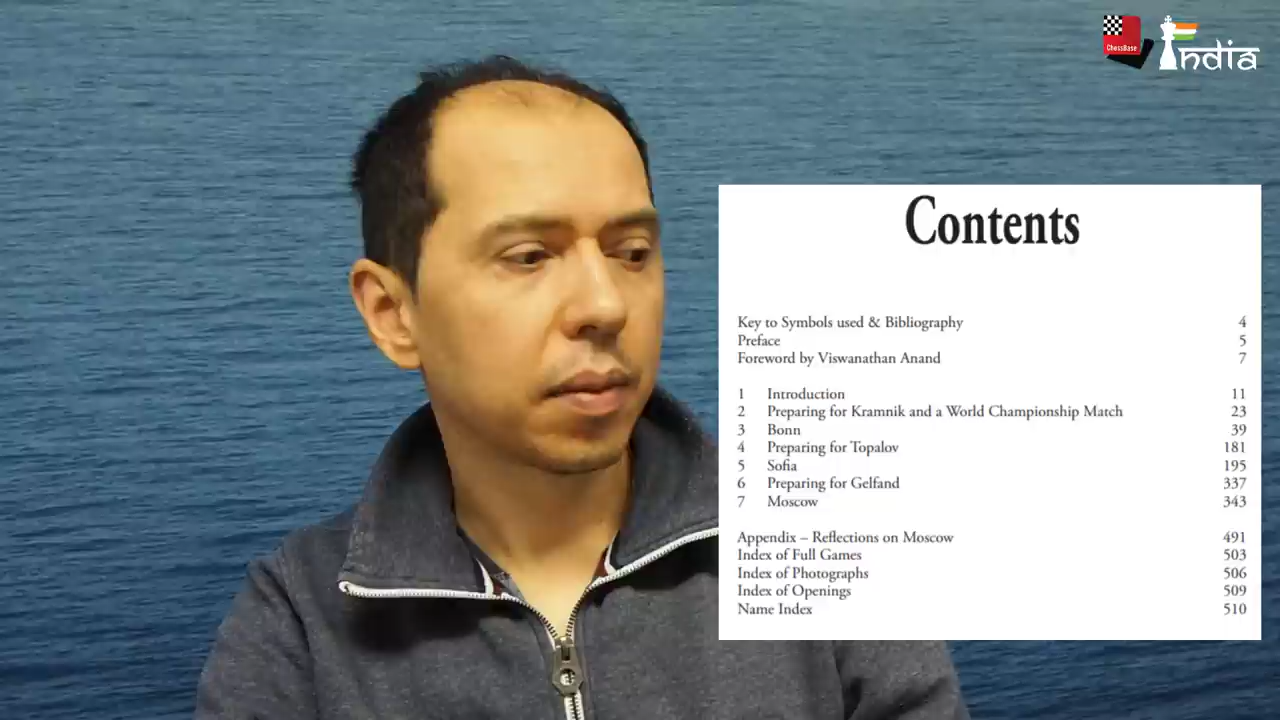 ChessBase
India
Contents
Key to Symbols used & Bibliography 4
Preface 5
Foreword by Viswanathan Anand 7
1 Introduction 11
2 Preparing for Kramnik and a World Championship Match 23
3 Bonn 39
4 Preparing for Topalov 181
5 Sofia 195
6 Preparing for Gelfand 337
7 Moscow 343
Appendix – Reflections on Moscow 491
Index of Full Games 503
Index of Photographs 506
Index of Openings 509
Name Index 510